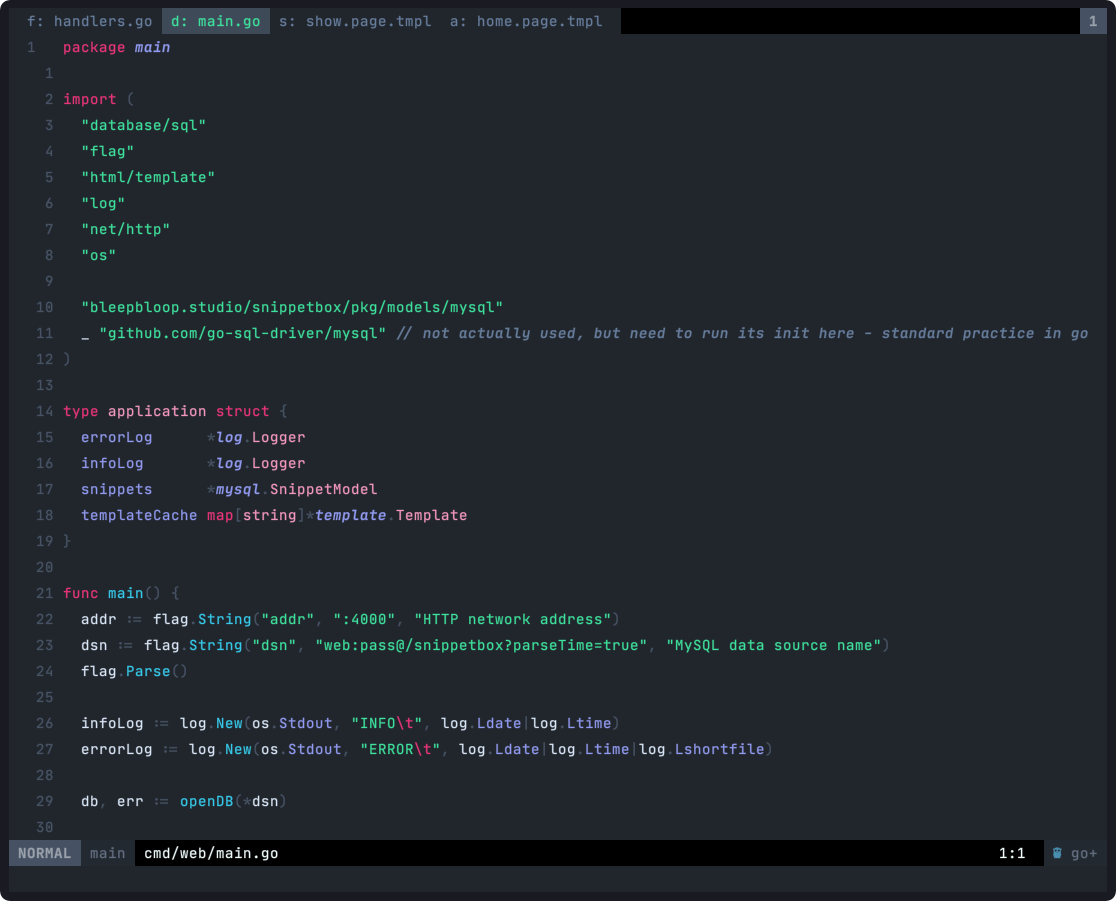 f: handlers.go d: main.go s: show.page.tmpl a: home.page.tmpl 1
1 package main
1
2 import (
3 "database/sql"
4 "flag"
5 "html/template"
6 "log"
7 "net/http"
8 "os"
9
10 "bleepbloop.studio/snippetbox/pkg/models/mysql"
11 _ "github.com/go-sql-driver/mysql" // not actually used, but need to run its init here - standard practice in go
12 )
13
14 type application struct {
15 errorLog *log.Logger
16 infoLog *log.Logger
17 snippets *mysql.SnippetModel
18 templateCache map[string]*template.Template
19 }
20
21 func main() {
22 addr := flag.String("addr", ":4000", "HTTP network address")
23 dsn := flag.String("dsn", "web:pass@/snippetbox?parseTime=true", "MySQL data source name")
24 flag.Parse()
25
26 infoLog := log.New(os.Stdout, "INFO\t", log.Ldate|log.Ltime)
27 errorLog := log.New(os.Stdout, "ERROR\t", log.Ldate|log.Ltime|log.Lshortfile)
28
29 db, err := openDB(*dsn)
30
NORMAL main cmd/web/main.go 1:1 go+